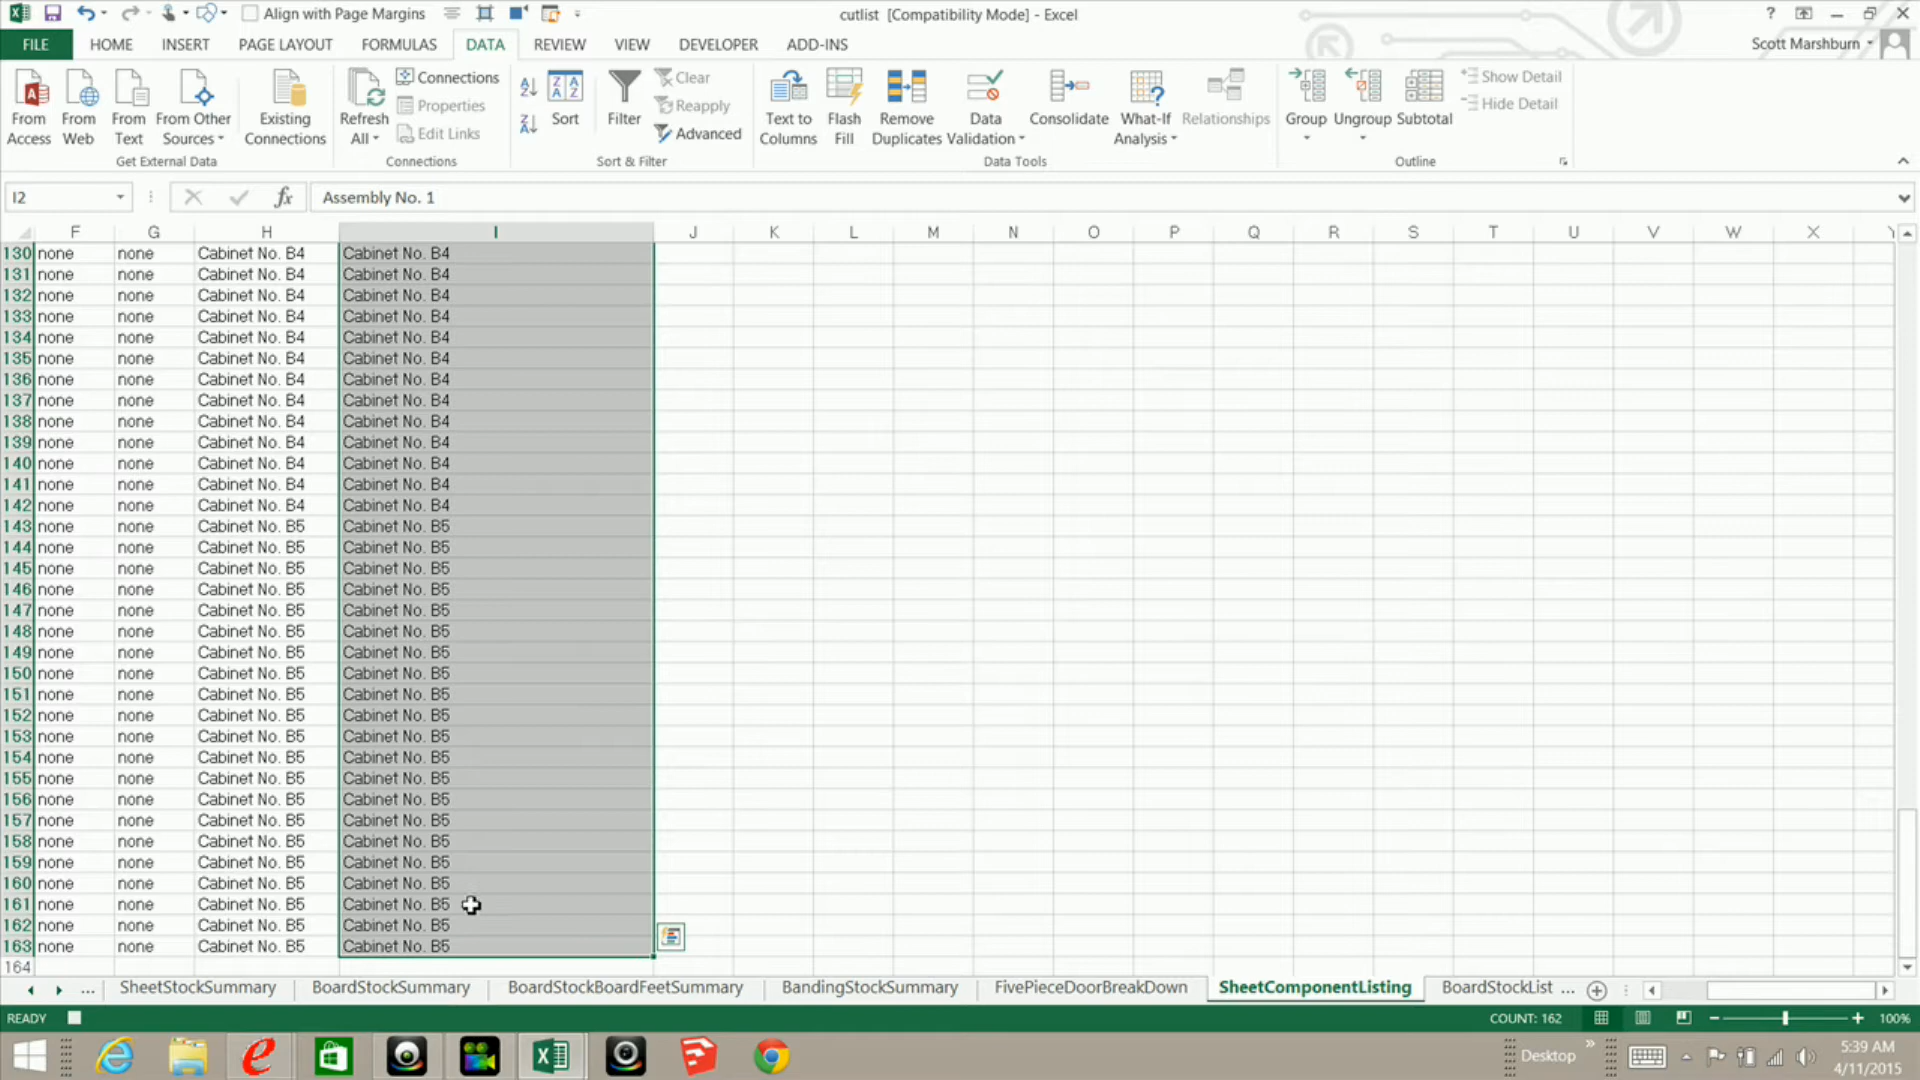 Align with Page Margins
cutlist [Compatibility Mode] - Excel
?
FILE HOME INSERT PAGE LAYOUT FORMULAS DATA REVIEW VIEW DEVELOPER ADD-INS
Scott Marshburn
From Access
From Web
From Text
From Other Sources
Existing Connections
Get External Data
Refresh All
Connections
Properties
Edit Links
Connections
Sort
Filter
Clear
Reapply
Advanced
Sort & Filter
Text to Columns
Flash Fill
Remove Duplicates
Data Validation
Consolidate
What-If Analysis
Relationships
Data Tools
Group
Ungroup
Subtotal
Show Detail
Hide Detail
Outline
I2 fx Assembly No. 1
F G H I J K L M N O P Q R S T U V W X Y
130 none none Cabinet No. B4 Cabinet No. B4
131 none none Cabinet No. B4 Cabinet No. B4
132 none none Cabinet No. B4 Cabinet No. B4
133 none none Cabinet No. B4 Cabinet No. B4
134 none none Cabinet No. B4 Cabinet No. B4
135 none none Cabinet No. B4 Cabinet No. B4
136 none none Cabinet No. B4 Cabinet No. B4
137 none none Cabinet No. B4 Cabinet No. B4
138 none none Cabinet No. B4 Cabinet No. B4
139 none none Cabinet No. B4 Cabinet No. B4
140 none none Cabinet No. B4 Cabinet No. B4
141 none none Cabinet No. B4 Cabinet No. B4
142 none none Cabinet No. B4 Cabinet No. B4
143 none none Cabinet No. B5 Cabinet No. B5
144 none none Cabinet No. B5 Cabinet No. B5
145 none none Cabinet No. B5 Cabinet No. B5
146 none none Cabinet No. B5 Cabinet No. B5
147 none none Cabinet No. B5 Cabinet No. B5
148 none none Cabinet No. B5 Cabinet No. B5
149 none none Cabinet No. B5 Cabinet No. B5
150 none none Cabinet No. B5 Cabinet No. B5
151 none none Cabinet No. B5 Cabinet No. B5
152 none none Cabinet No. B5 Cabinet No. B5
153 none none Cabinet No. B5 Cabinet No. B5
154 none none Cabinet No. B5 Cabinet No. B5
155 none none Cabinet No. B5 Cabinet No. B5
156 none none Cabinet No. B5 Cabinet No. B5
157 none none Cabinet No. B5 Cabinet No. B5
158 none none Cabinet No. B5 Cabinet No. B5
159 none none Cabinet No. B5 Cabinet No. B5
160 none none Cabinet No. B5 Cabinet No. B5
161 none none Cabinet No. B5 Cabinet No. B5
162 none none Cabinet No. B5 Cabinet No. B5
163 none none Cabinet No. B5 Cabinet No. B5
164
... SheetStockSummary BoardStockSummary BoardStockBoardFeetSummary BandingStockSummary FivePieceDoorBreakDown SheetComponentListing BoardStockList ...
READY COUNT: 162 100%
Desktop
5:39 AM
4/11/2015